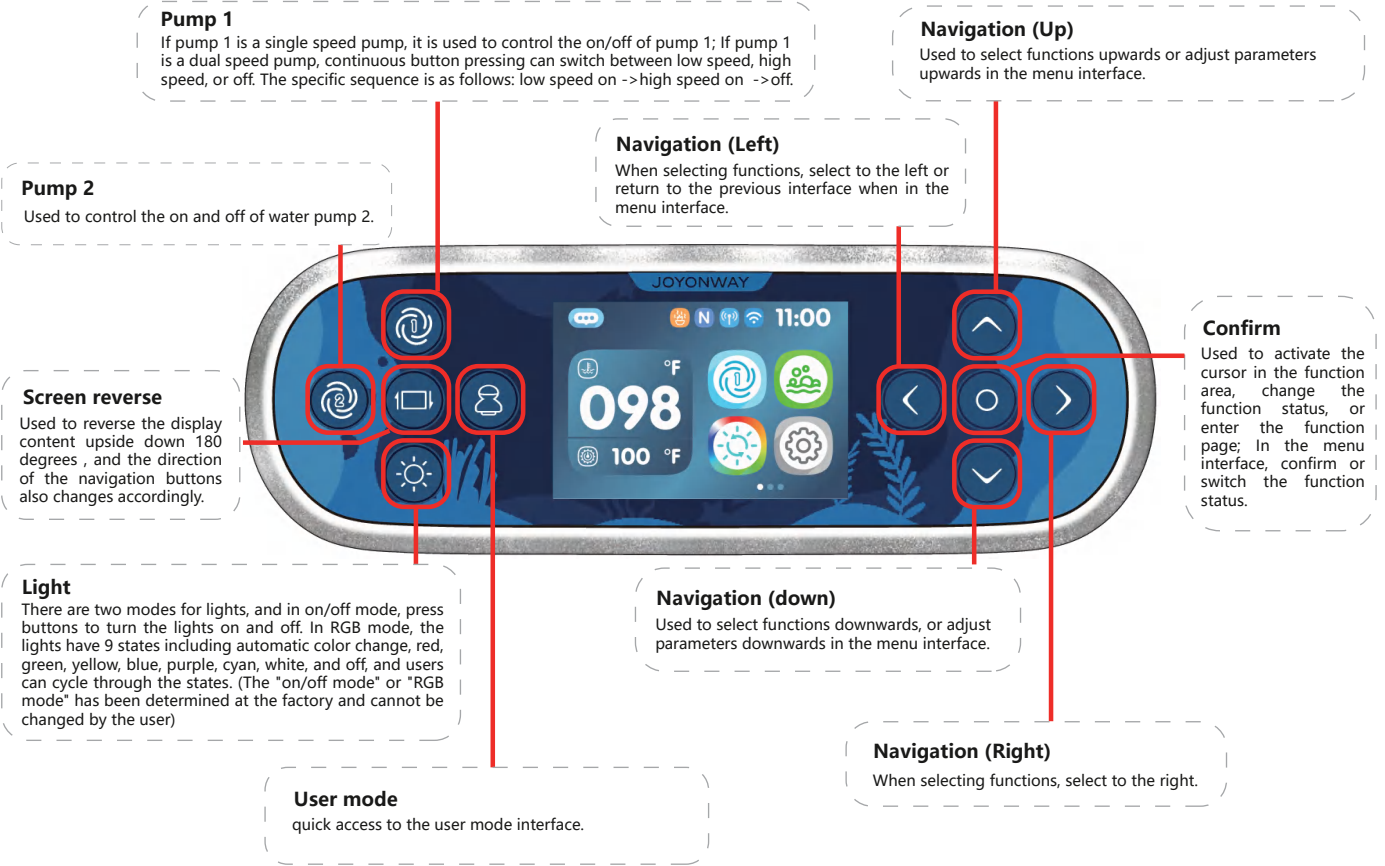 Pump 1
If pump 1 is a single speed pump, it is used to control the on/off of pump 1; If pump 1
is a dual speed pump, continuous button pressing can switch between low speed, high
speed, or off. The specific sequence is as follows: low speed on ->high speed on ->off.
Navigation (Up)
Used to select functions upwards or adjust parameters
upwards in the menu interface.
Navigation (Left)
When selecting functions, select to the left or
return to the previous interface when in the
menu interface.
Pump 2
Used to control the on and off of water pump 2.
JOYONWAY
N
11:00
°F
098
100 °F
1
1
2
Confirm
Used to activate the
cursor in the function
area, change the
function status, or
enter the function
page; In the menu
interface, confirm or
switch the function
status.
Screen reverse
Used to reverse the display
content upside down 180
degrees , and the direction
of the navigation buttons
also changes accordingly.
Light
There are two modes for lights, and in on/off mode, press
buttons to turn the lights on and off. In RGB mode, the
lights have 9 states including automatic color change, red,
green, yellow, blue, purple, cyan, white, and off, and users
can cycle through the states. (The "on/off mode" or "RGB
mode" has been determined at the factory and cannot be
changed by the user)
Navigation (down)
Used to select functions downwards, or adjust
parameters downwards in the menu interface.
Navigation (Right)
When selecting functions, select to the right.
User mode
quick access to the user mode interface.